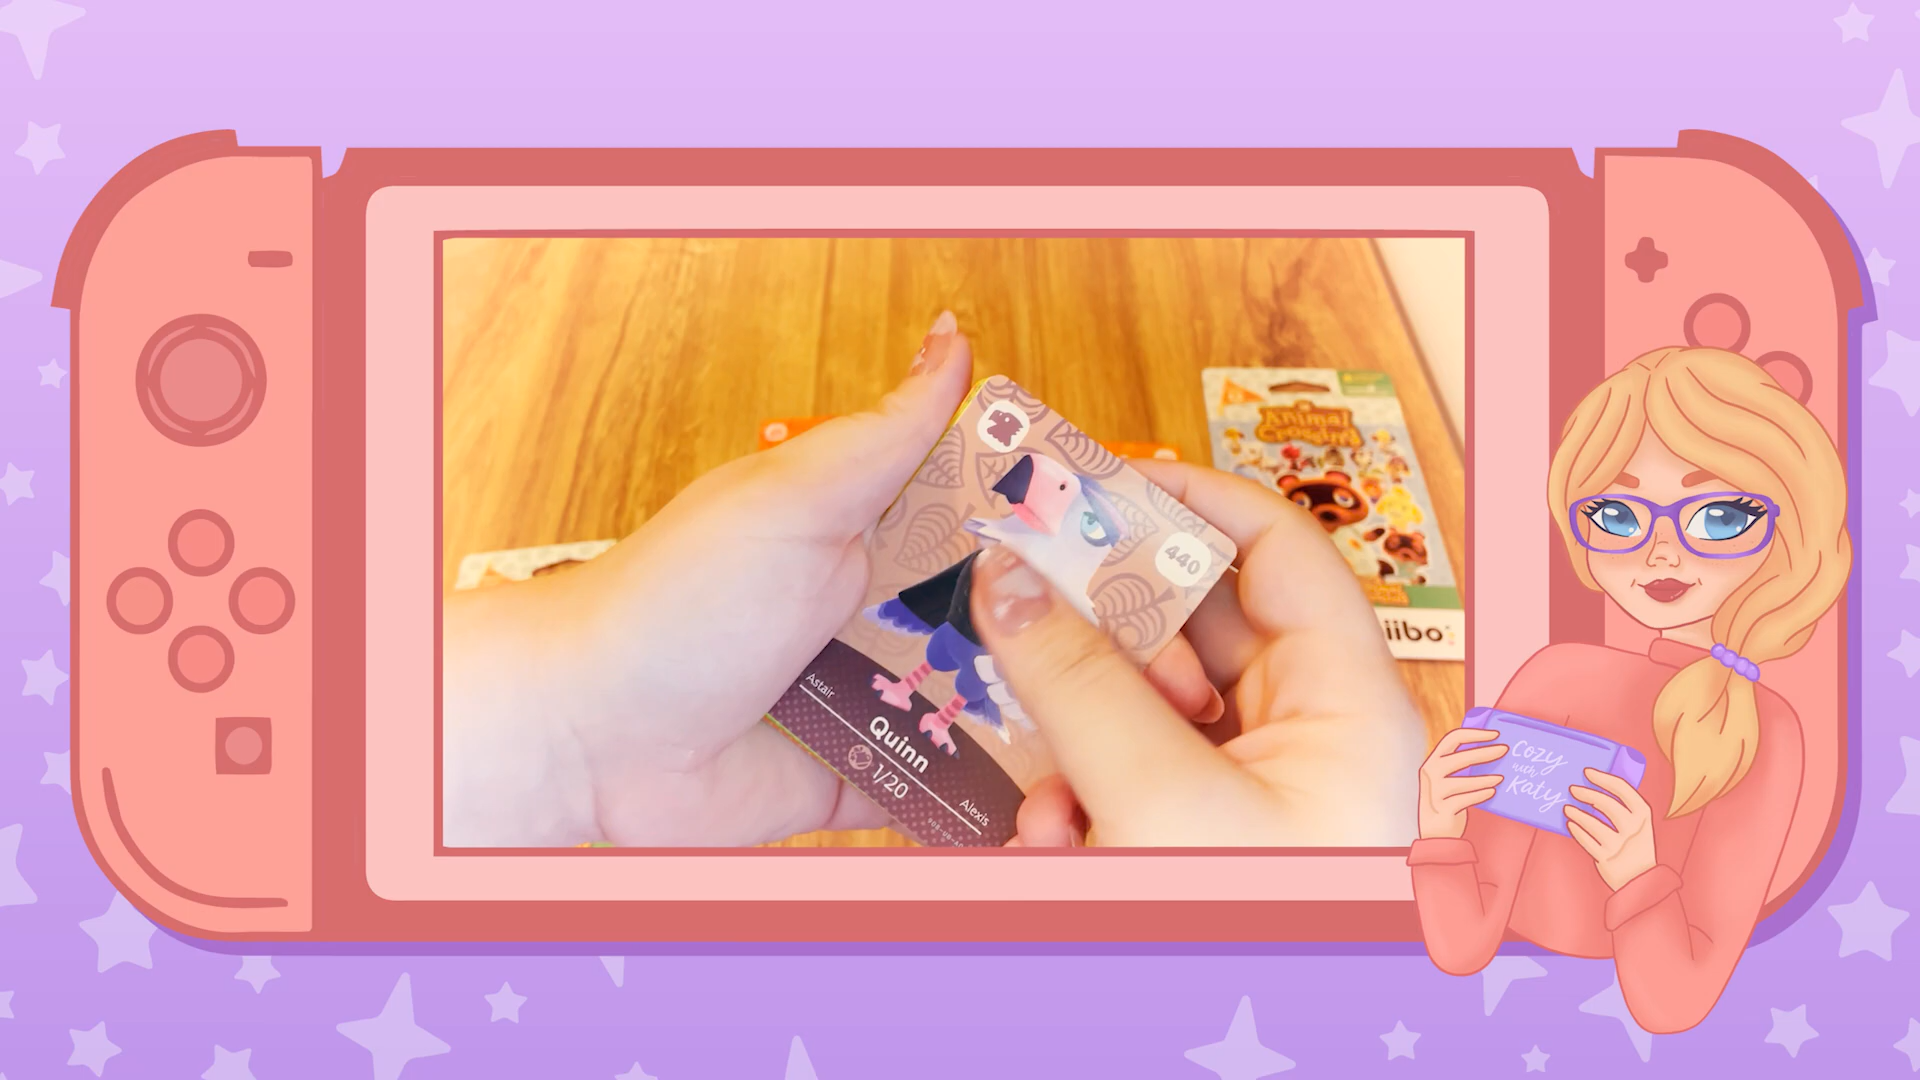 Animal
Crossing
440
iibo
Astair
Quinn
1/20
Alexis
Cozy
with
Katy